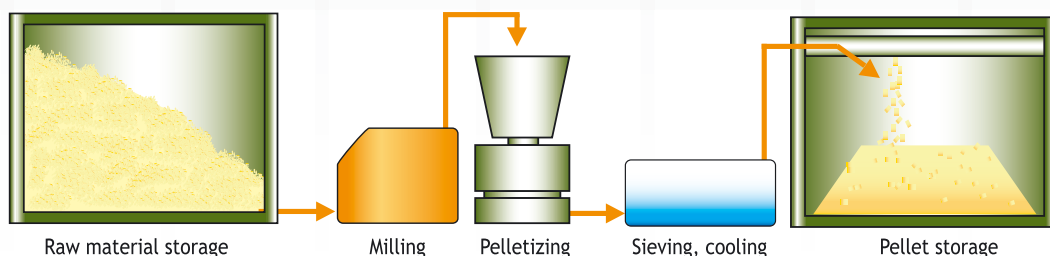 Raw material storage
Milling
Pelletizing
Sieving, cooling
Pellet storage